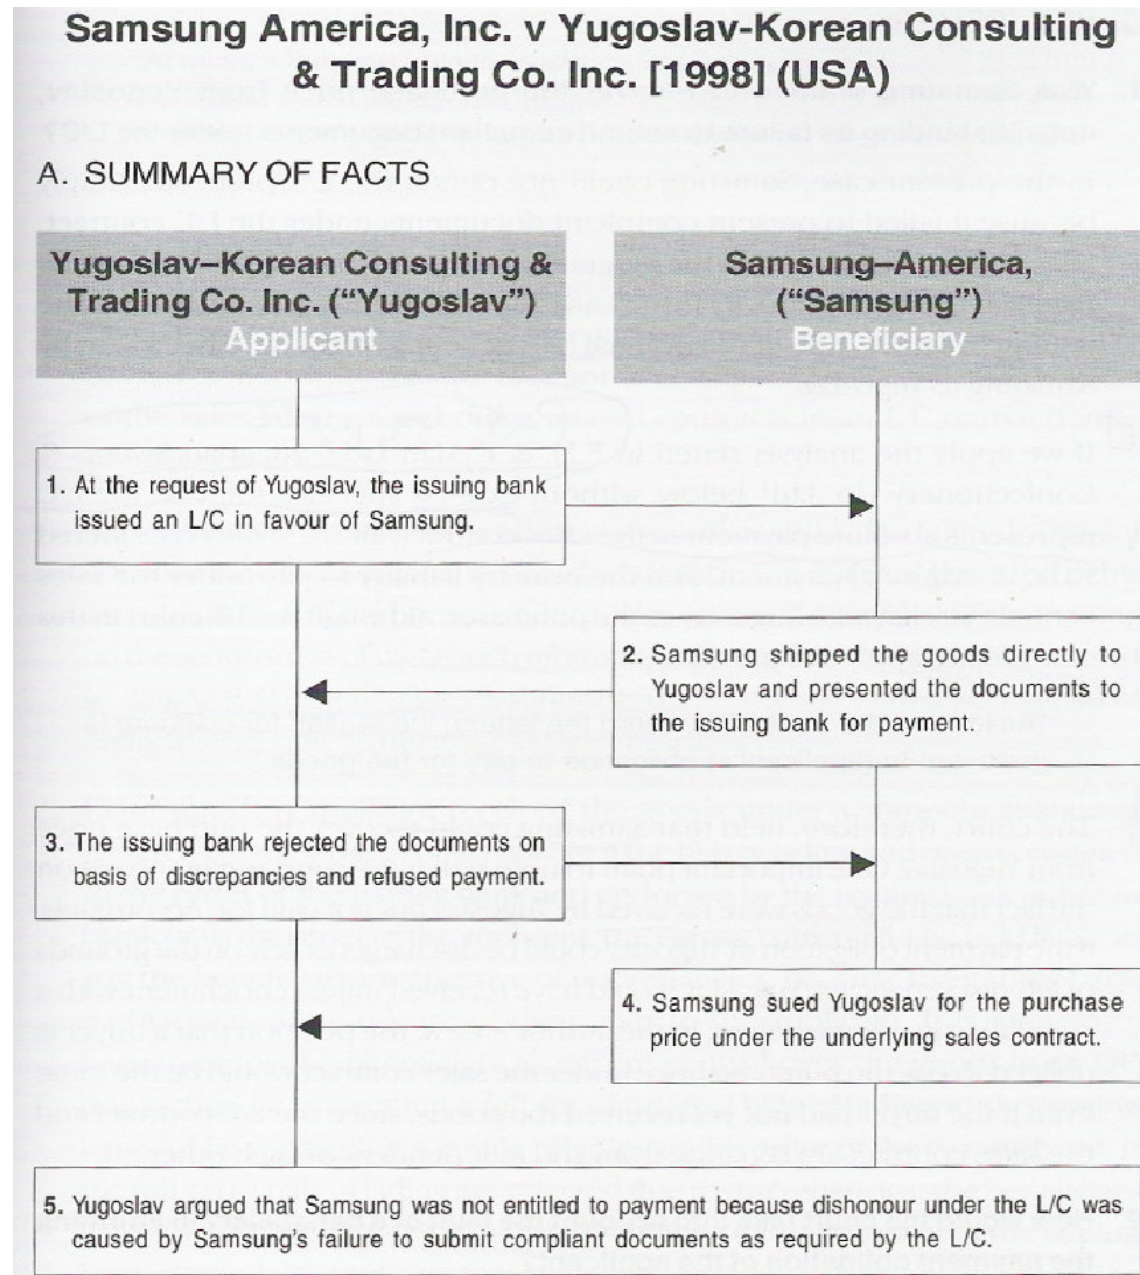 Samsung America, Inc. v Yugoslav-Korean Consulting
& Trading Co. Inc. [1998] (USA)
A. SUMMARY OF FACTS
Yugoslav–Korean Consulting &
Trading Co. Inc. (“Yugoslav”)
Applicant
Samsung–America,
(“Samsung”)
Beneficiary
1. At the request of Yugoslav, the issuing bank
issued an L/C in favour of Samsung.
2. Samsung shipped the goods directly to
Yugoslav and presented the documents to
the issuing bank for payment.
3. The issuing bank rejected the documents on
basis of discrepancies and refused payment.
4. Samsung sued Yugoslav for the purchase
price under the underlying sales contract.
5. Yugoslav argued that Samsung was not entitled to payment because dishonour under the L/C was
caused by Samsung’s failure to submit compliant documents as required by the L/C.